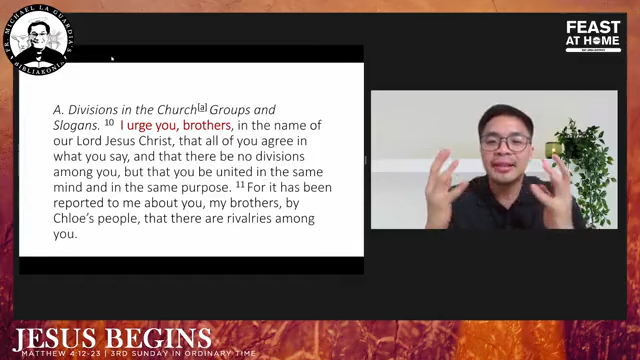 FR. MICHAEL LA GUARDIA'S
BIBLIAKONIA
FEAST
AT HOME
A. Divisions in the Church[a] Groups and
Slogans. 10 I urge you, brothers, in the name of
our Lord Jesus Christ, that all of you agree in
what you say, and that there be no divisions
among you, but that you be united in the same
mind and in the same purpose. 11 For it has been
reported to me about you, my brothers, by
Chloe's people, that there are rivalries among
you.
JESUS BEGINS
MATTHEW 4:12-23 | 3RD SUNDAY IN ORDINARY TIME